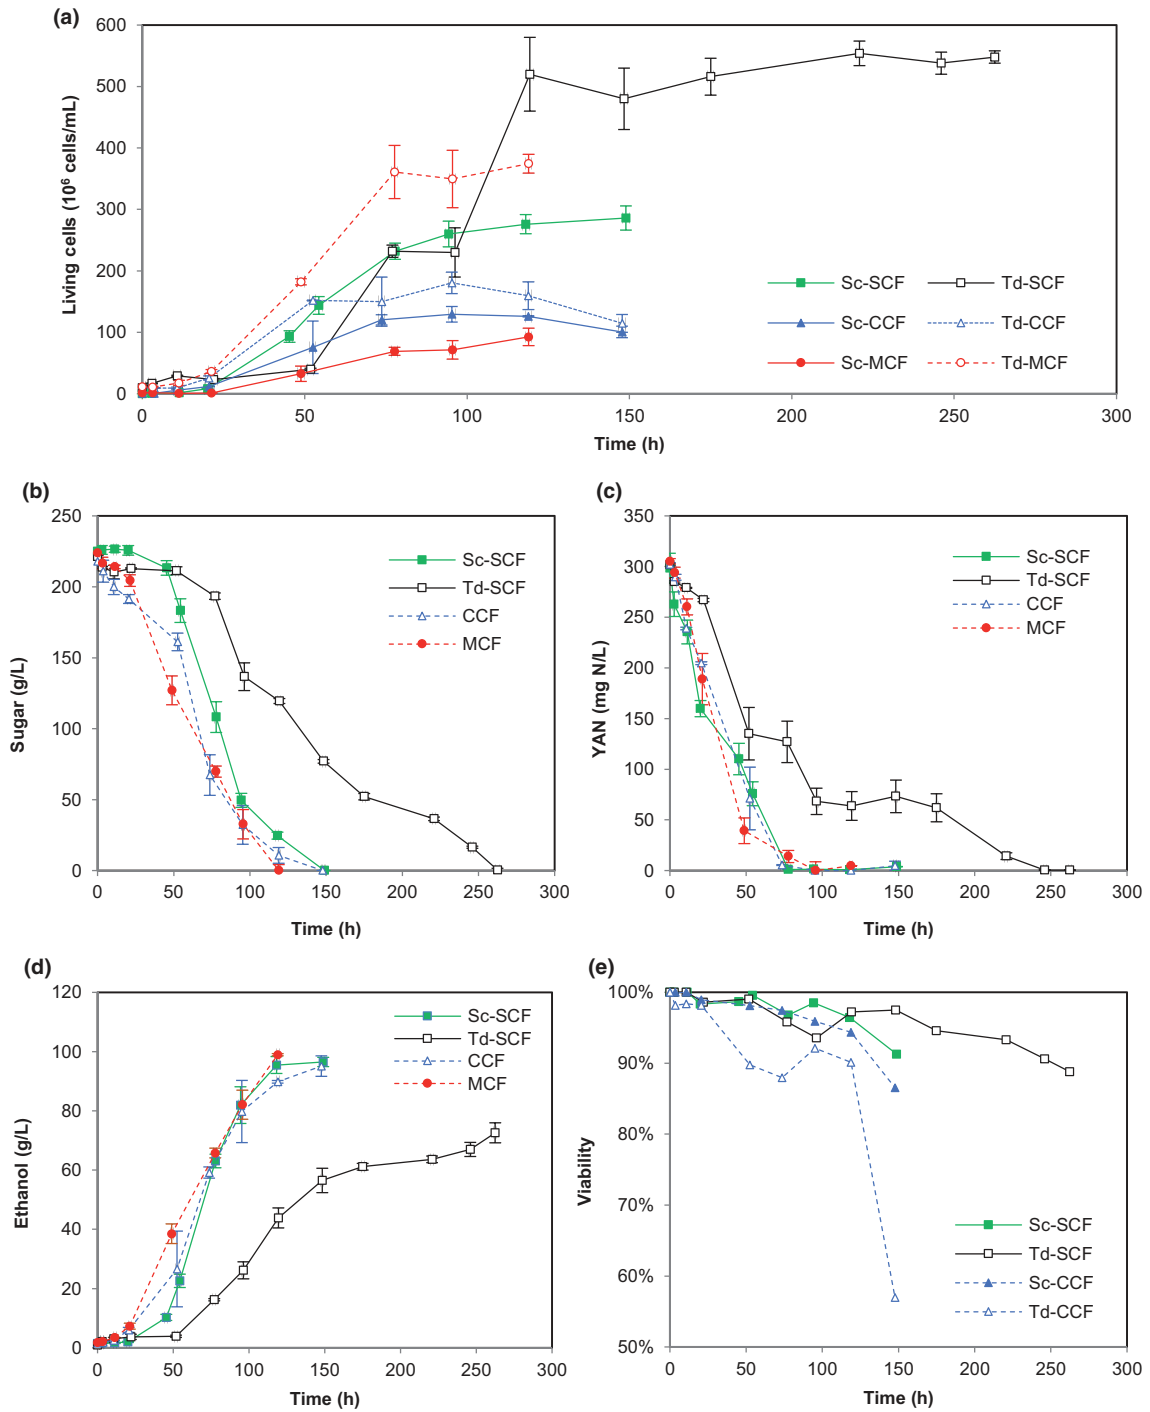 (a)
600
500
400
300
200
100
0
Living cells (10⁶ cells/mL)
0 50 100 150 200 250 300
Time (h)
Sc-SCF Td-SCF
Sc-CCF Td-CCF
Sc-MCF Td-MCF
(b)
250
200
150
100
50
0
Sugar (g/L)
0 50 100 150 200 250 300
Time (h)
Sc-SCF
Td-SCF
CCF
MCF
(c)
350
300
250
200
150
100
50
0
YAN (mg N/L)
0 50 100 150 200 250 300
Time (h)
Sc-SCF
Td-SCF
CCF
MCF
(d)
120
100
80
60
40
20
0
Ethanol (g/L)
0 50 100 150 200 250 300
Time (h)
Sc-SCF
Td-SCF
CCF
MCF
(e)
100%
90%
80%
70%
60%
50%
Viability
0 50 100 150 200 250 300
Time (h)
Sc-SCF
Td-SCF
Sc-CCF
Td-CCF